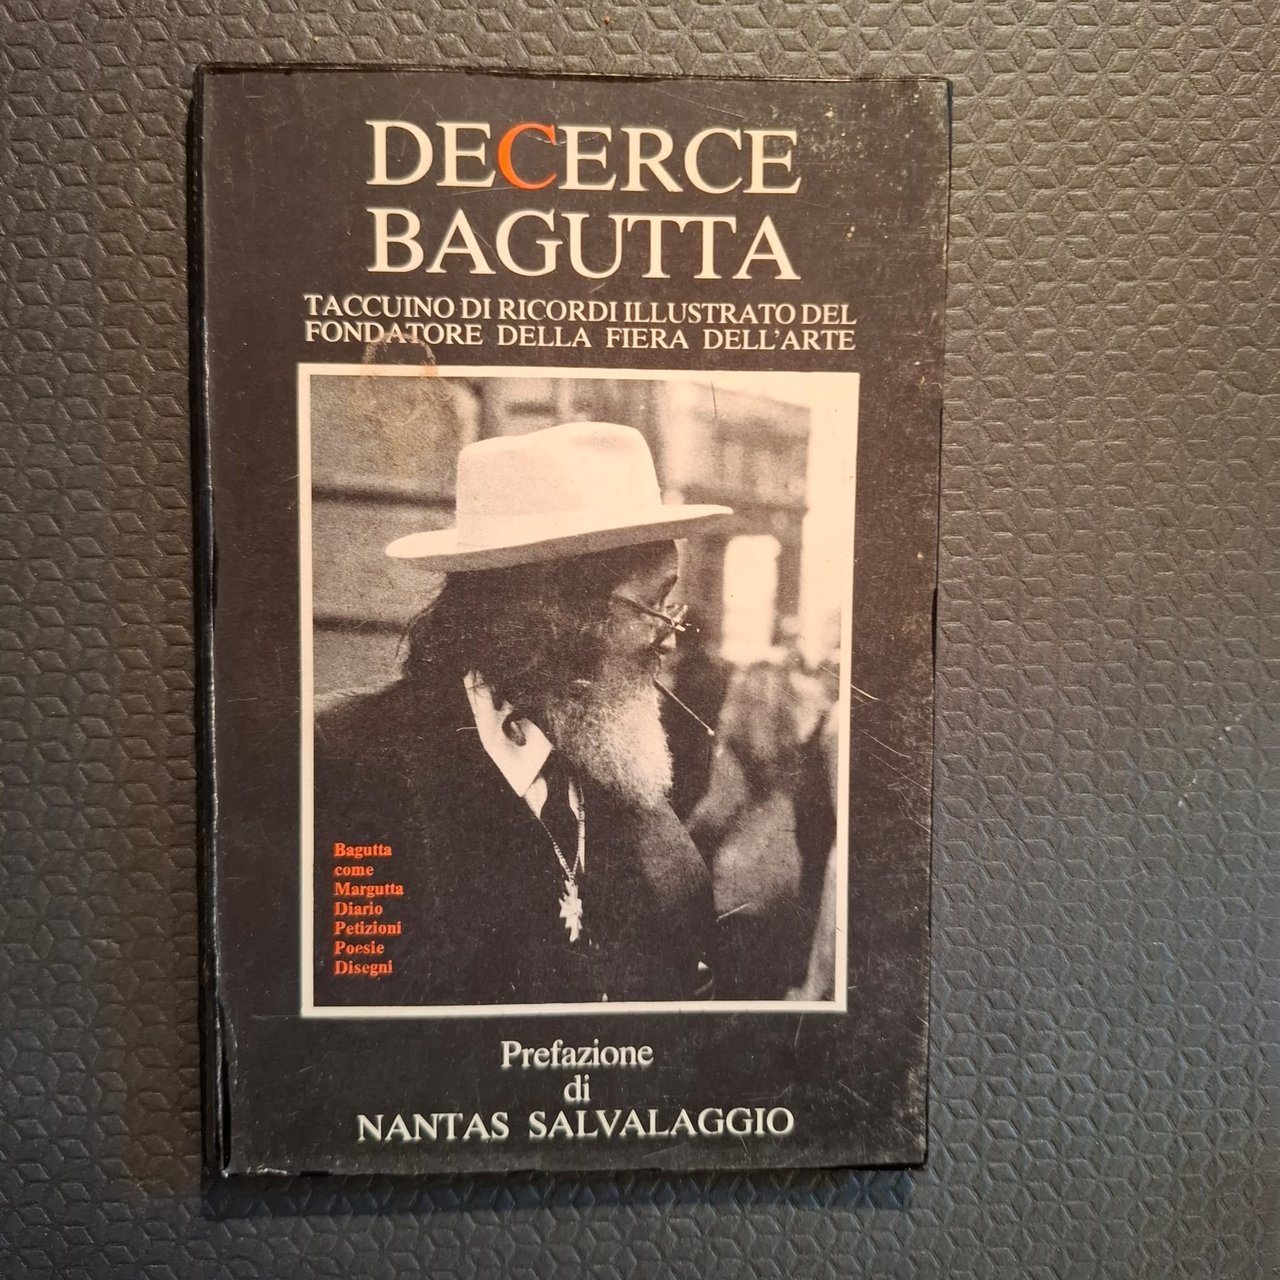 DECERCE
BAGUTTA
TACCUINO DI RICORDI ILLUSTRATO DEL
FONDATORE DELLA FIERA DELL'ARTE
Bagutta
come
Margutta
Diario
Petizioni
Poesie
Disegni
Prefazione
di
NANTAS SALVALAGGIO